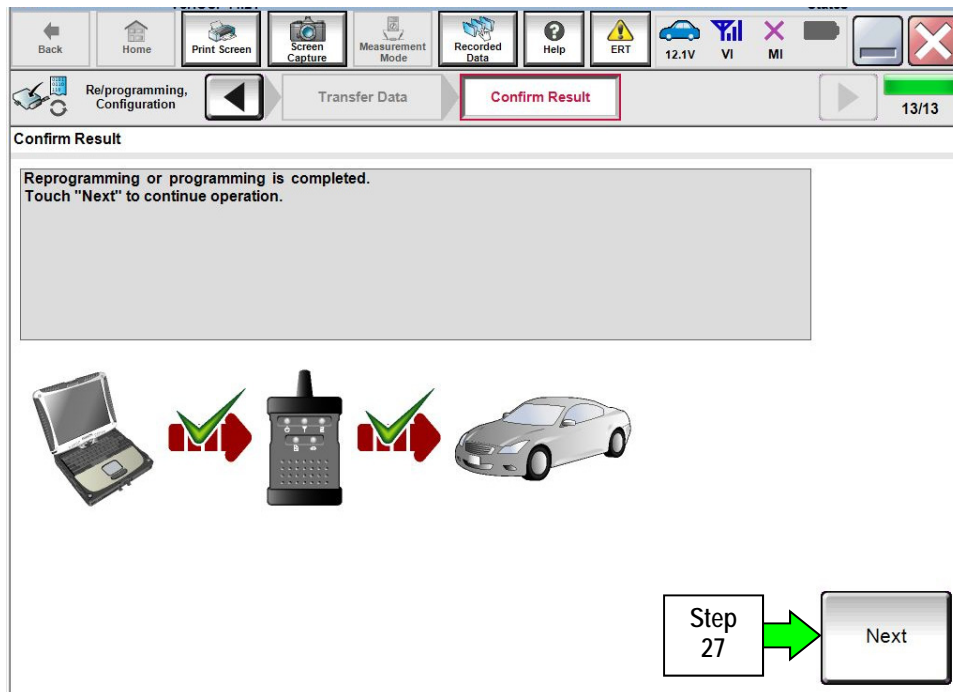 Back
Home
Print Screen
Screen
Capture
Measurement
Mode
Recorded
Data
Help
ERT
12.1V
VI
MI
Re/programming,
Configuration
Transfer Data
Confirm Result
13/13
Confirm Result
Reprogramming or programming is completed.
Touch "Next" to continue operation.
Step
27
Next